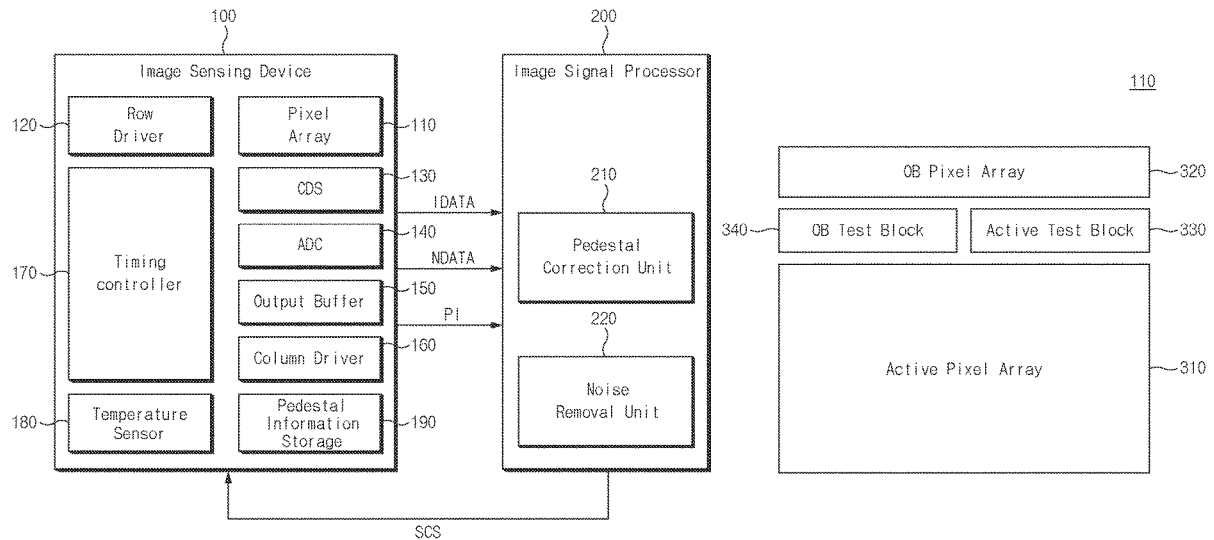 100
Image Sensing Device
120
Row
Driver
Pixel
Array
110
CDS
130
ADC
140
170
Timing
controller
Output Buffer
150
Column Driver
160
180
Temperature
Sensor
Pedestal
Information
Storage
190
IDATA
NDATA
PI
SCS
200
Image Signal Processor
210
Pedestal
Correction Unit
220
Noise
Removal Unit
110
OB Pixel Array
320
340
OB Test Block
Active Test Block
330
Active Pixel Array
310